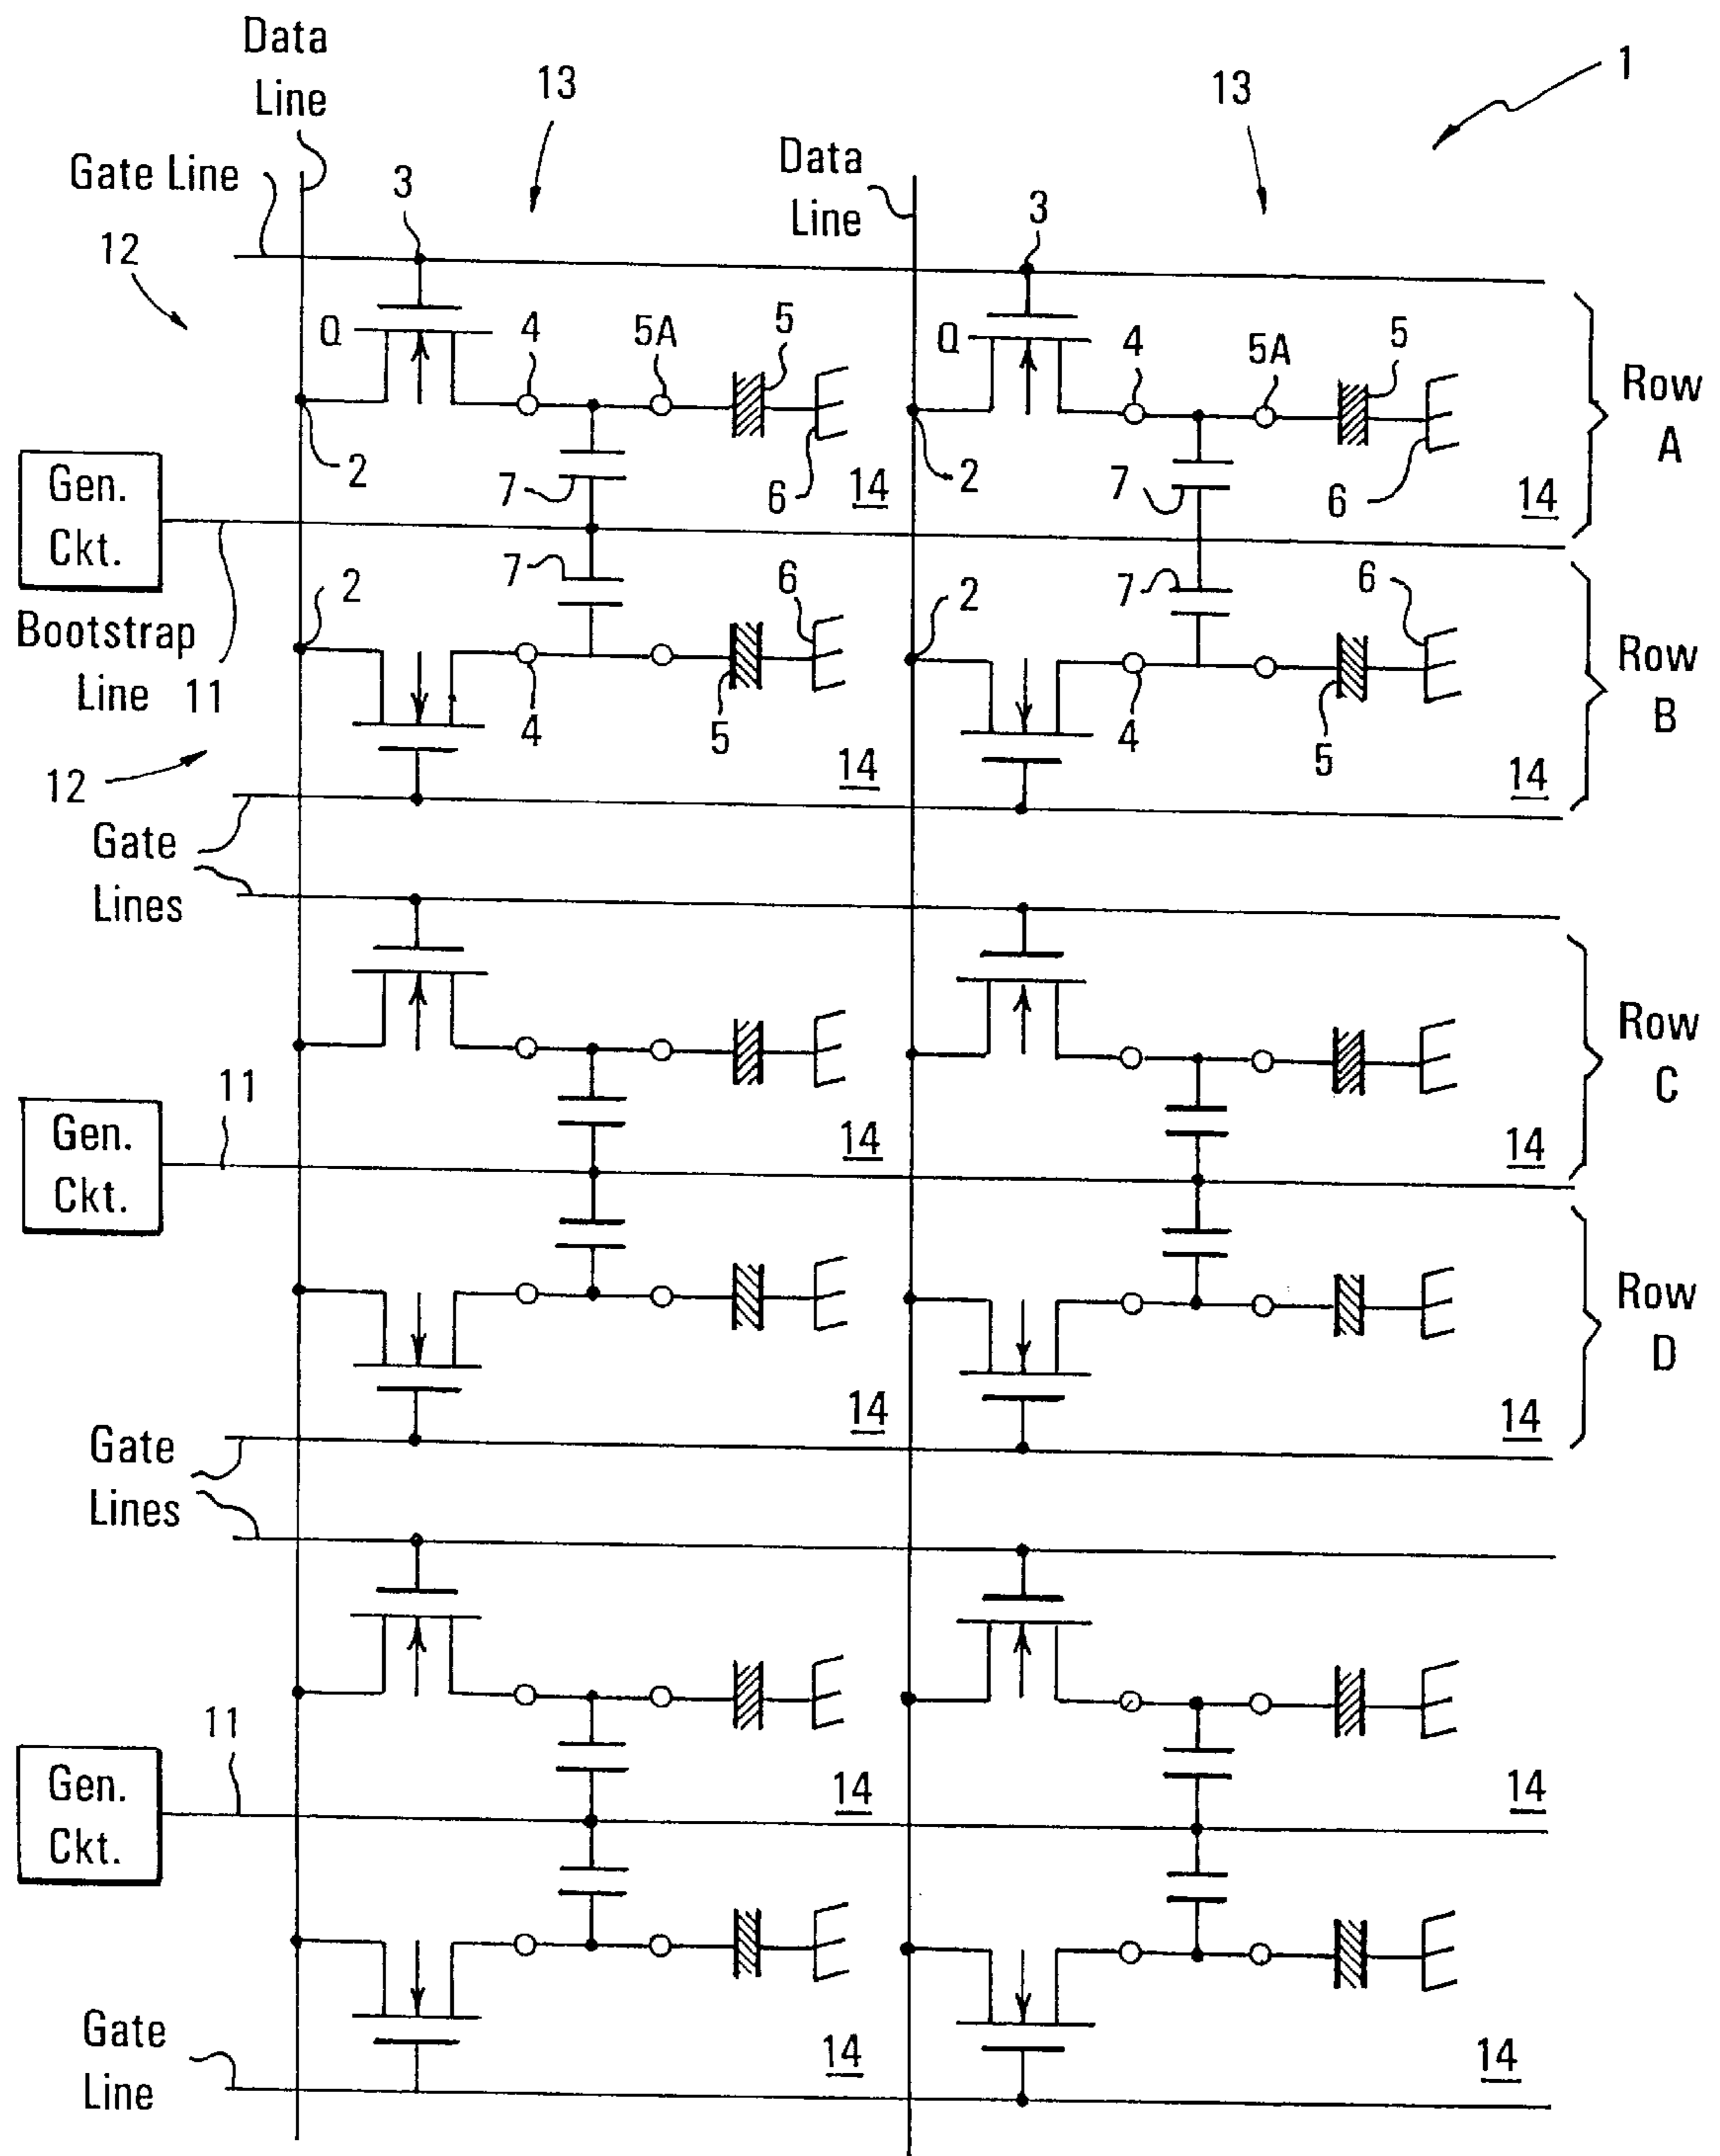 Data
Line
13
13
1
Gate Line
Data
Line
3
3
12
Q
4
5A
5
Q
4
5A
5
Row
A
Gen.
Ckt.
2
7
6
14
2
7
6
14
7
6
7
6
2
2
Bootstrap
Line 11
Row
B
4
5
4
5
12
14
14
Gate
Lines
Row
C
11
Gen.
Ckt.
14
14
Row
D
14
14
Gate
Lines
11
Gen.
Ckt.
14
14
Gate
Line
14
14